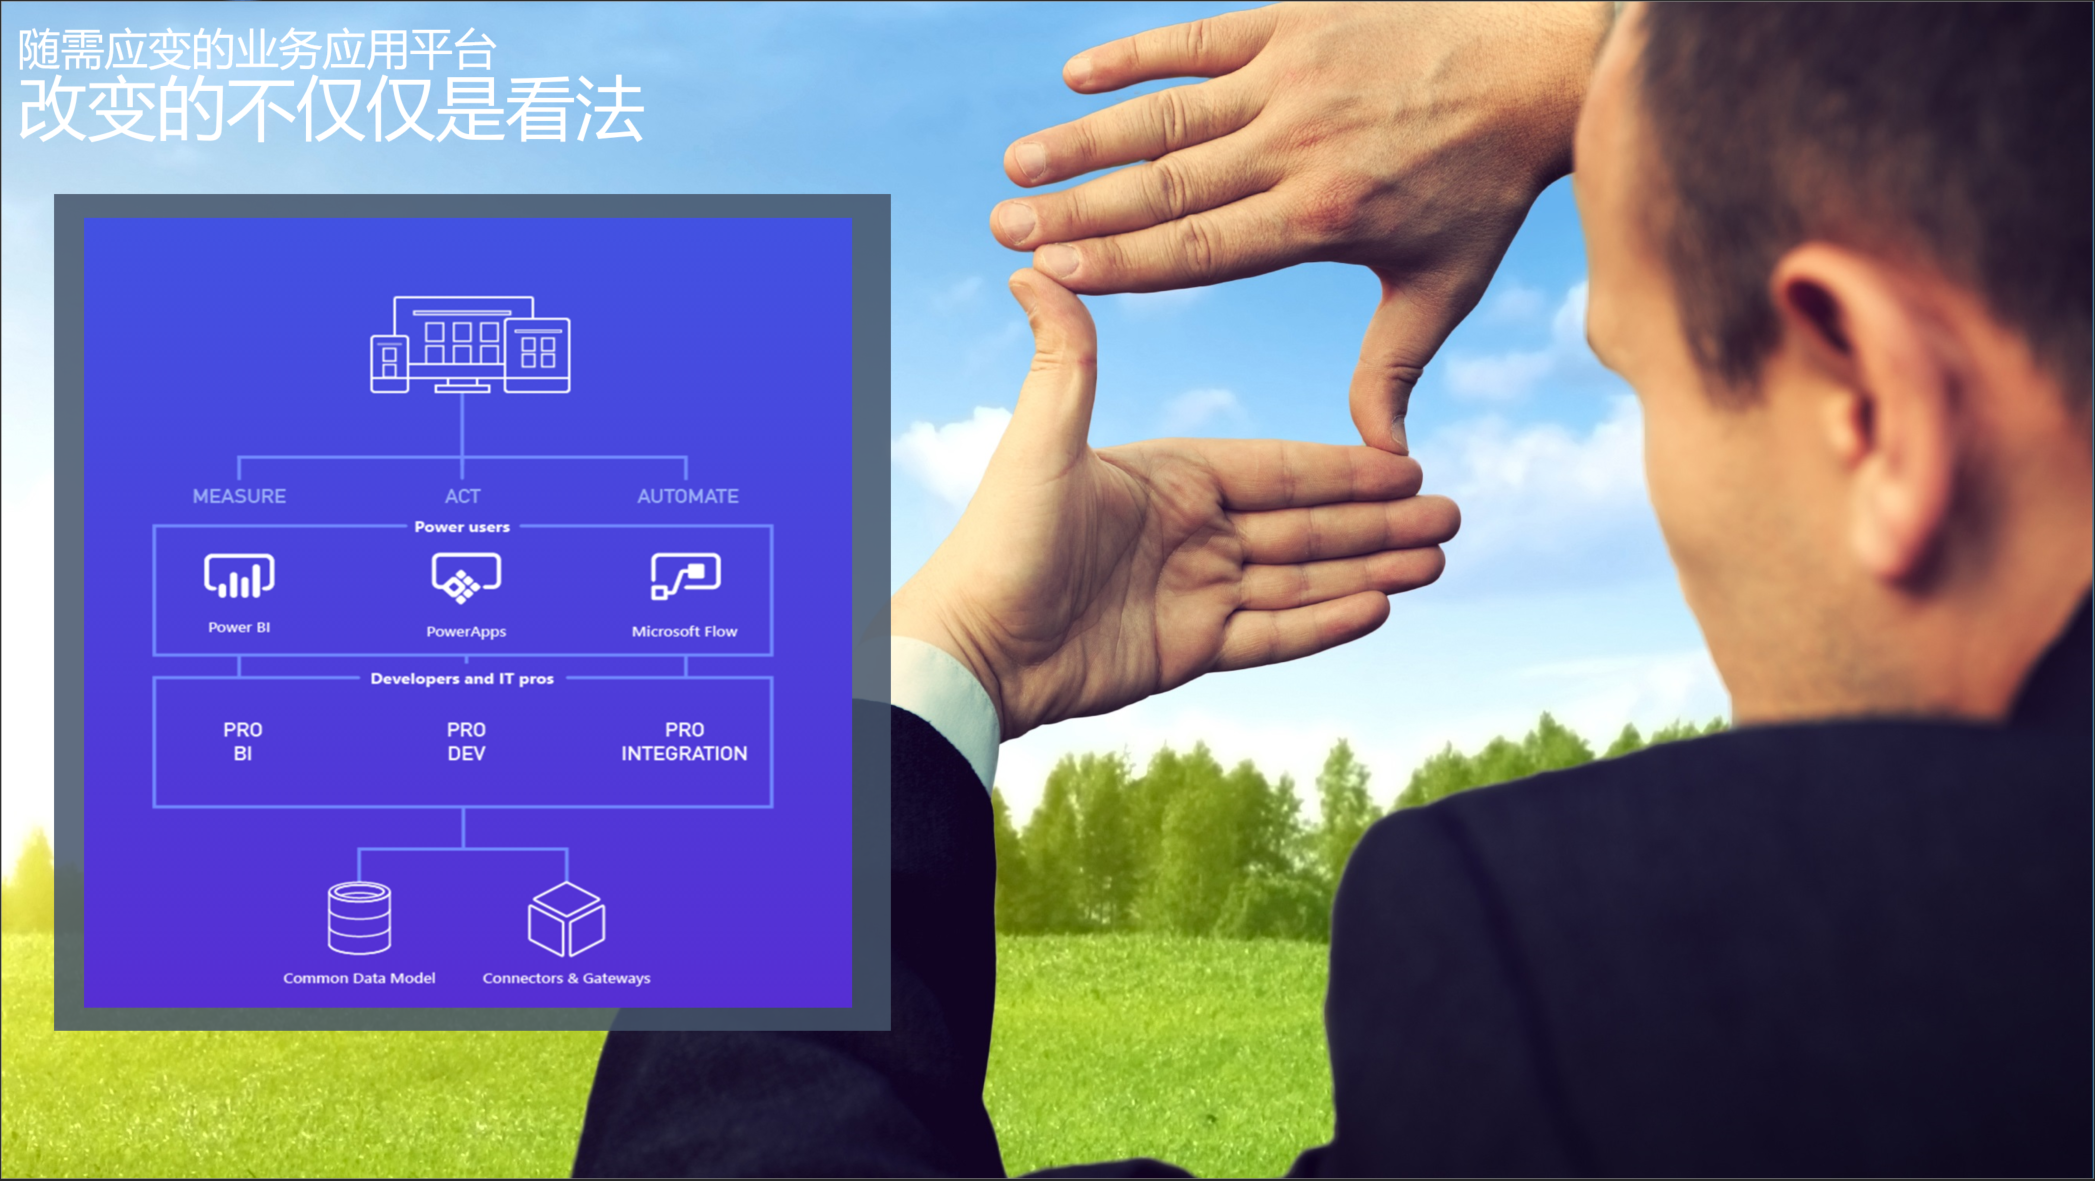 随需应变的业务应用平台
改变的不仅仅是看法
MEASURE ACT AUTOMATE
Power users
Power BI PowerApps Microsoft Flow
Developers and IT pros
PRO BI
PRO DEV
PRO INTEGRATION
Common Data Model Connectors & Gateways